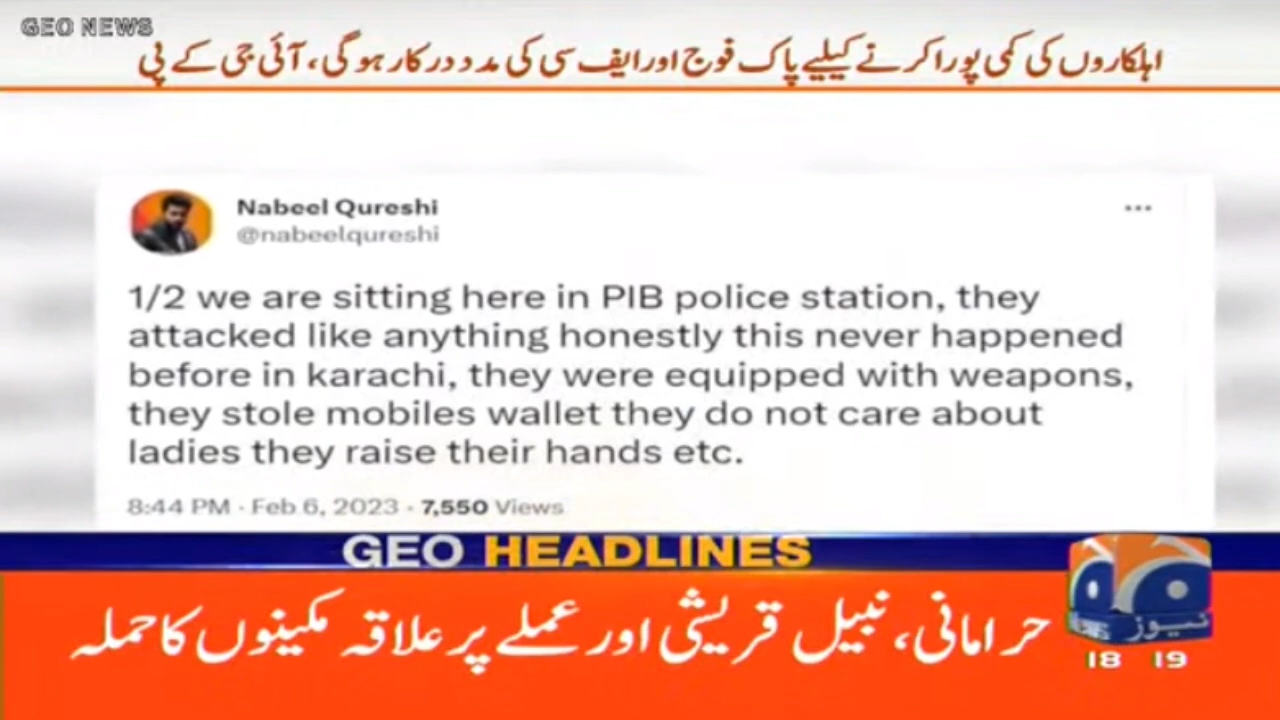 GEO NEWS
اہلکاروں کی کمی پورا کرنے کیلیے پاک فوج اور ایف سی کی مدد درکار ہوگی، آئی جی کے پی
Nabeel Qureshi
@nabeelqureshi
1/2 we are sitting here in PIB police station, they
attacked like anything honestly this never happened
before in karachi, they were equipped with weapons,
they stole mobiles wallet they do not care about
ladies they raise their hands etc.
8:44 PM · Feb 6, 2023 · 7,550 Views
GEO HEADLINES
حرا مانی، نبیل قریشی اور عملے پر علاقہ مکینوں کا حملہ
news نیوز
18 19